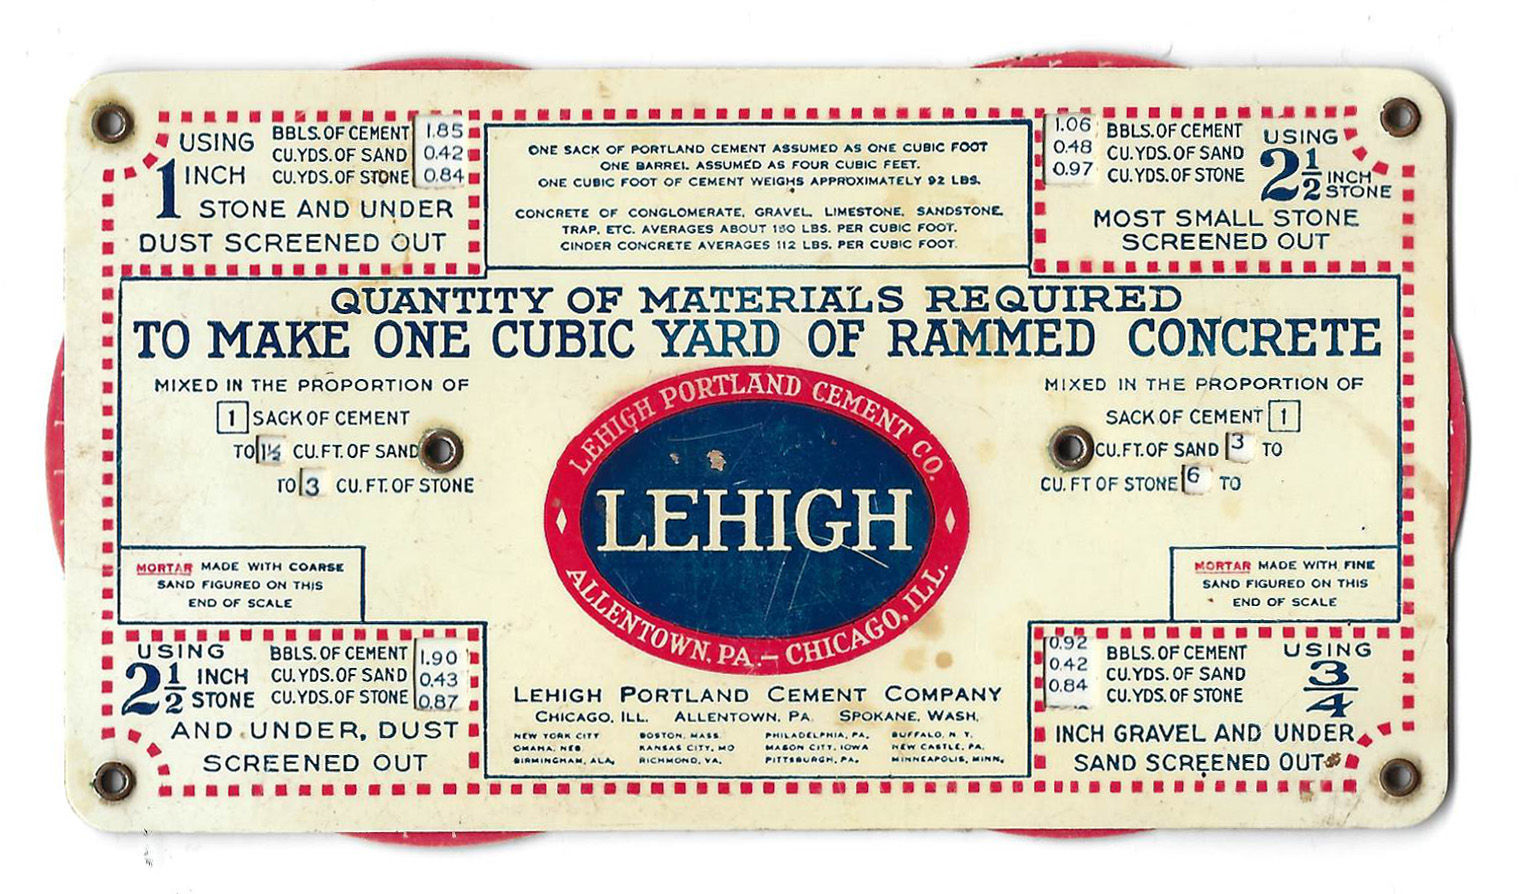 USING
1 INCH
STONE AND UNDER
DUST SCREENED OUT
BBLS. OF CEMENT 1.85
CU. YDS. OF SAND 0.42
CU. YDS. OF STONE 0.84
ONE SACK OF PORTLAND CEMENT ASSUMED AS ONE CUBIC FOOT
ONE BARREL ASSUMED AS FOUR CUBIC FEET.
ONE CUBIC FOOT OF CEMENT WEIGHS APPROXIMATELY 92 LBS.
CONCRETE OF CONGLOMERATE, GRAVEL, LIMESTONE, SANDSTONE,
TRAP, ETC. AVERAGES ABOUT 150 LBS. PER CUBIC FOOT.
CINDER CONCRETE AVERAGES 112 LBS. PER CUBIC FOOT.
1.06 BBLS. OF CEMENT
0.48 CU. YDS. OF SAND
0.97 CU. YDS. OF STONE
USING
2 1/2 INCH
STONE
MOST SMALL STONE
SCREENED OUT
QUANTITY OF MATERIALS REQUIRED
TO MAKE ONE CUBIC YARD OF RAMMED CONCRETE
MIXED IN THE PROPORTION OF
1 SACK OF CEMENT
TO 1½ CU. FT. OF SAND
TO 3 CU. FT. OF STONE
LEHIGH PORTLAND CEMENT CO.
LEHIGH
ALLENTOWN, PA. – CHICAGO, ILL.
MIXED IN THE PROPORTION OF
SACK OF CEMENT 1
CU. FT. OF SAND 3 TO
CU. FT OF STONE 6 TO
MORTAR MADE WITH COARSE
SAND FIGURED ON THIS
END OF SCALE
MORTAR MADE WITH FINE
SAND FIGURED ON THIS
END OF SCALE
USING
2 1/2 INCH
STONE
AND UNDER, DUST
SCREENED OUT
BBLS. OF CEMENT 1.90
CU. YDS. OF SAND 0.43
CU. YDS. OF STONE 0.87
LEHIGH PORTLAND CEMENT COMPANY
CHICAGO, ILL. ALLENTOWN, PA. SPOKANE, WASH.
NEW YORK CITY BOSTON, MASS. PHILADELPHIA, PA. BUFFALO, N. Y.
OMAHA, NEB. KANSAS CITY, MO MASON CITY, IOWA NEW CASTLE, PA.
BIRMINGHAM, ALA. RICHMOND, VA. PITTSBURGH, PA. MINNEAPOLIS, MINN.
0.92 BBLS. OF CEMENT
0.42 CU. YDS. OF SAND
0.84 CU. YDS. OF STONE
USING
3/4
INCH GRAVEL AND UNDER
SAND SCREENED OUT